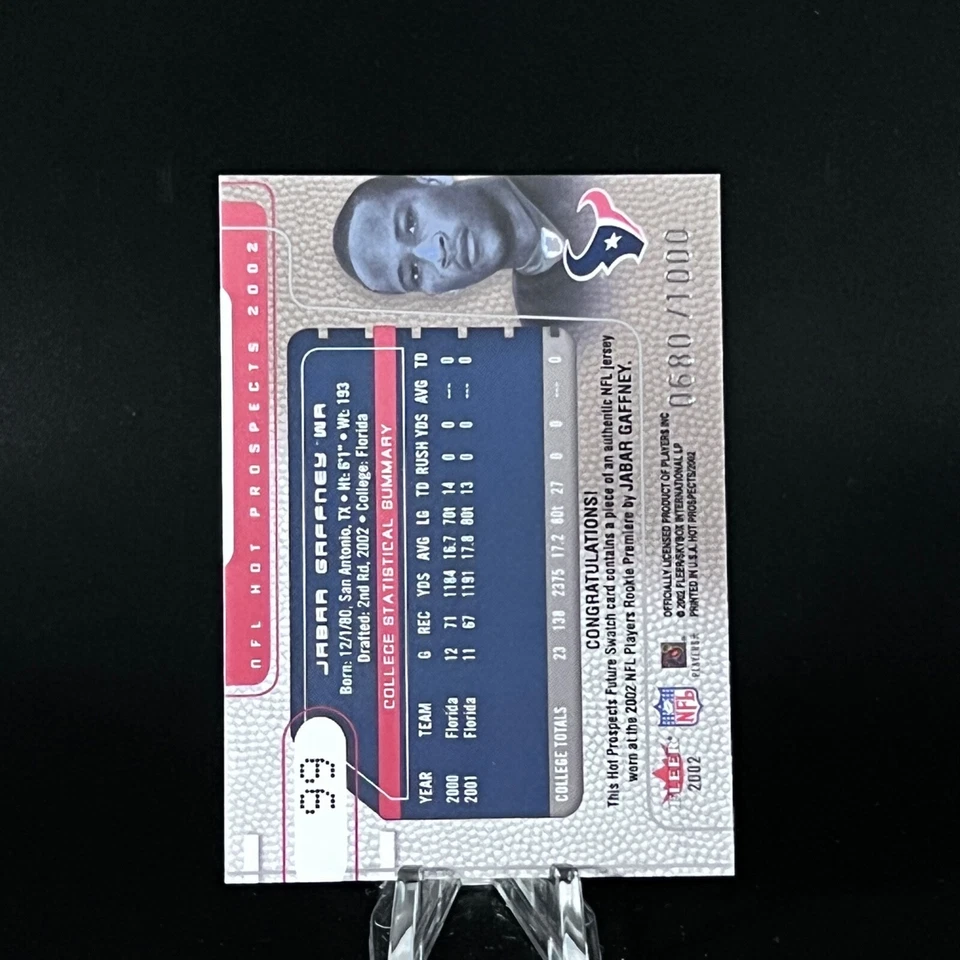 NFL HOT PROSPECTS 2002
99
JABAR GAFFNEY · WR
Born: 12/1/80, San Antonio, TX • Ht: 6'1" • Wt: 193
Drafted: 2nd Rd, 2002 • College: Florida
COLLEGE STATISTICAL SUMMARY
YEAR TEAM G REC YDS AVG LG TD RUSH YDS AVG TD
2000 Florida 12 71 1184 16.7 70t 14 0 0 --- 0
2001 Florida 11 67 1191 17.8 80t 13 0 0 --- 0
COLLEGE TOTALS 23 138 2375 17.2 80t 27 0 0 --- 0
CONGRATULATIONS!
This Hot Prospects Future Swatch card contains a piece of an authentic NFL jersey
worn at the 2002 NFL Players Rookie Premiere by JABAR GAFFNEY.
FLEER
2002
NFL
PLAYERS
OFFICIALLY LICENSED PRODUCT OF PLAYERS INC
© 2002 FLEER/SKYBOX INTERNATIONAL LP
PRINTED IN U.S.A. HOT PROSPECTS/2002
0680 /1000